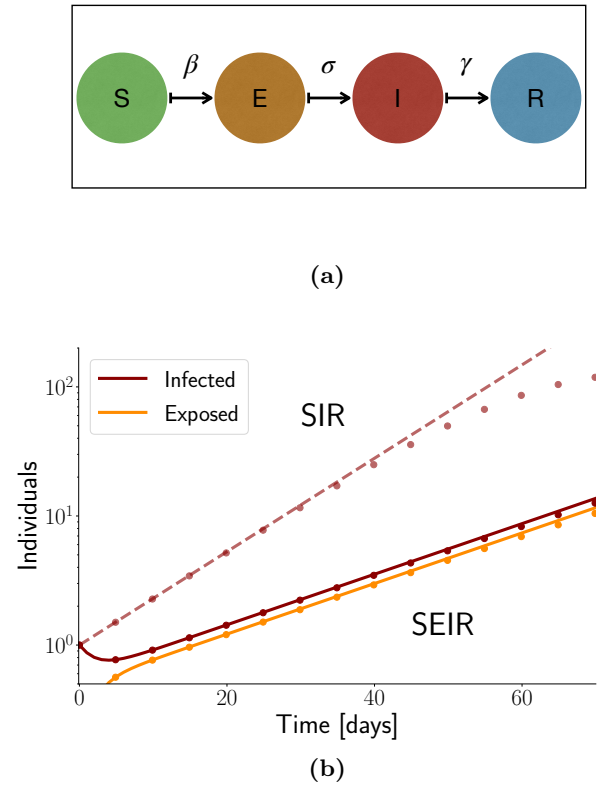 β σ γ
S E I R
(a)
Infected
Exposed
SIR
SEIR
Individuals
10² 
10¹
10⁰
0 20 40 60
Time [days]
(b)